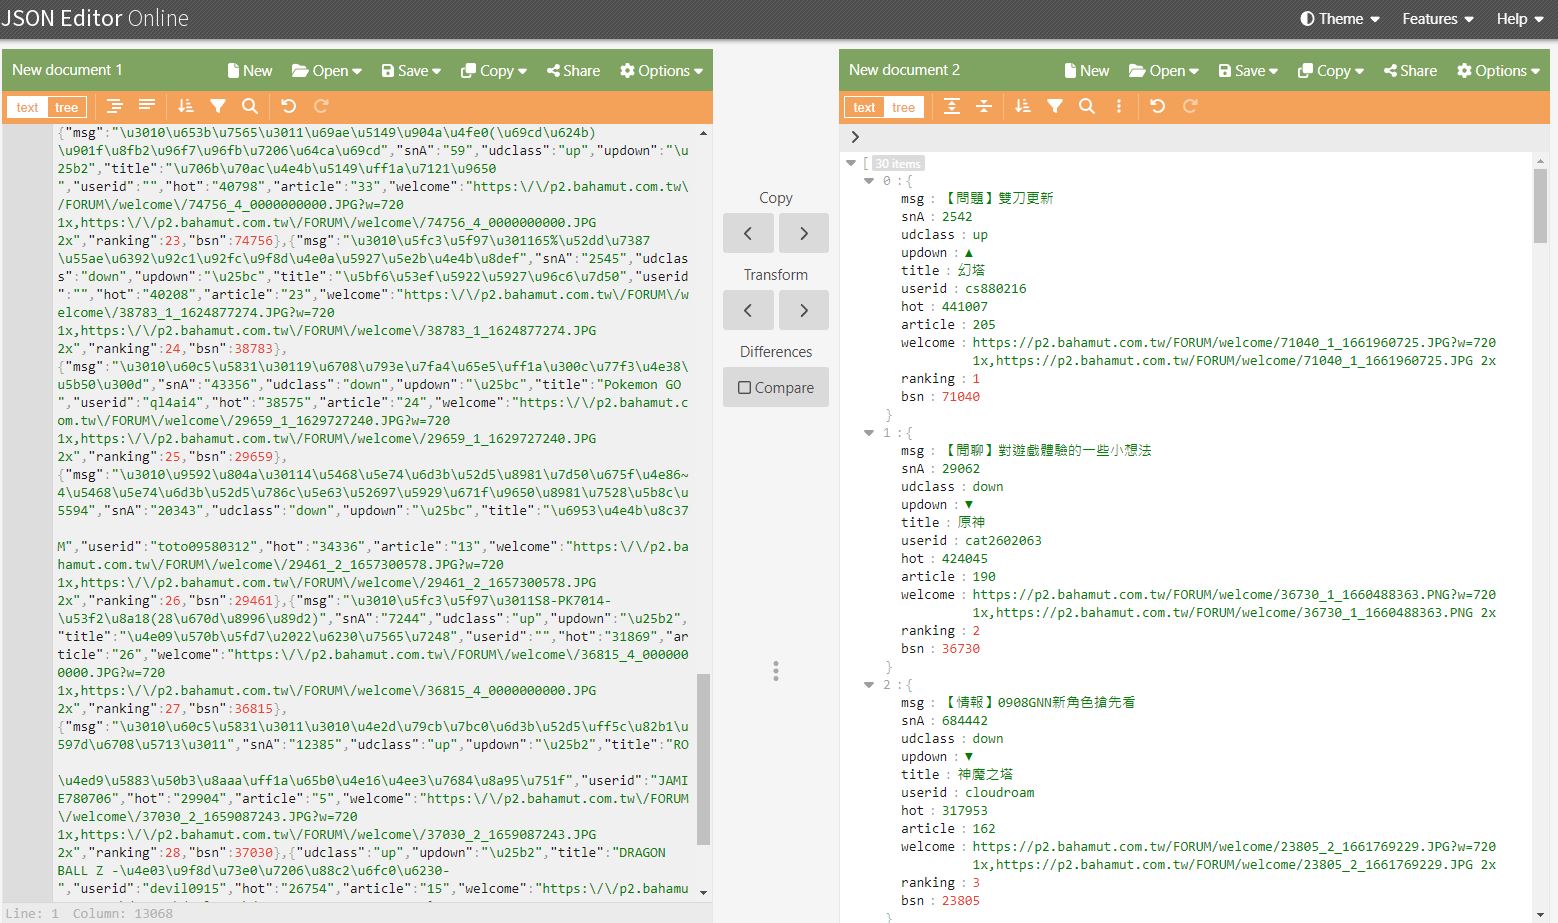 JSON Editor Online
Theme Features Help
New document 1 New Open Save Copy Share Options
text tree
{"msg":"\u3010\u653b\u7565\u3011\u69ae\u5149\u904a\u4fe0(\u69cd\u624b)
\u901f\u8fb2\u96f7\u96fb\u7206\u64ca\u69cd","snA":"59","udclass":"up","updown":"\u
25b2","title":"\u706b\u70ac\u4e4b\u5149\uff1a\u7121\u9650
","userid":"","hot":"40798","article":"33","welcome":"https:\/\/p2.bahamut.com.tw\
/FORUM\/welcome\/74756_4_0000000000.JPG?w=720
1x,https:\/\/p2.bahamut.com.tw\/FORUM\/welcome\/74756_4_0000000000.JPG
2x","ranking":23,"bsn":74756},{"msg":"\u3010\u5fc3\u5f97\u301165%\u52dd\u7387
\u55ae\u6392\u92c1\u92fc\u9f8d\u4e0a\u5927\u5e2b\u4e4b\u8def","snA":"2545","udclas
s":"down","updown":"\u25bc","title":"\u5bf6\u53ef\u5922\u5927\u96c6\u7d50","userid
":"","hot":"40208","article":"23","welcome":"https:\/\/p2.bahamut.com.tw\/FORUM\/w
elcome\/38783_1_1624877274.JPG?w=720
1x,https:\/\/p2.bahamut.com.tw\/FORUM\/welcome\/38783_1_1624877274.JPG
2x","ranking":24,"bsn":38783},
{"msg":"\u3010\u60c5\u5831\u30119\u6708\u793e\u7fa4\u65e5\uff1a\u300c\u77f3\u4e38\
u5b50\u300d","snA":"43356","udclass":"down","updown":"\u25bc","title":"Pokemon GO
","userid":"ql4ai4","hot":"38575","article":"24","welcome":"https:\/\/p2.bahamut.c
om.tw\/FORUM\/welcome\/29659_1_1629727240.JPG?w=720
1x,https:\/\/p2.bahamut.com.tw\/FORUM\/welcome\/29659_1_1629727240.JPG
2x","ranking":25,"bsn":29659},
{"msg":"\u3010\u9592\u804a\u30114\u5468\u5e74\u6d3b\u52d5\u8981\u7d50\u675f\u4e86~
4\u5468\u5e74\u6d3b\u52d5\u786c\u5e63\u52697\u5929\u671f\u9650\u8981\u7528\u5b8c\u
5594","snA":"20343","udclass":"down","updown":"\u25bc","title":"\u6953\u4e4b\u8c37
M","userid":"toto09580312","hot":"34336","article":"13","welcome":"https:\/\/p2.ba
hamut.com.tw\/FORUM\/welcome\/29461_2_1657300578.JPG?w=720
1x,https:\/\/p2.bahamut.com.tw\/FORUM\/welcome\/29461_2_1657300578.JPG
2x","ranking":26,"bsn":29461},{"msg":"\u3010\u5fc3\u5f97\u3011S8-PK7014-
\u53f2\u8a18(28\u670d\u8996\u89d2)","snA":"7244","udclass":"up","updown":"\u25b2",
"title":"\u4e09\u570b\u5fd7\u2022\u6230\u7565\u7248","userid":"","hot":"31869","ar
ticle":"26","welcome":"https:\/\/p2.bahamut.com.tw\/FORUM\/welcome\/36815_4_000000
0000.JPG?w=720
1x,https:\/\/p2.bahamut.com.tw\/FORUM\/welcome\/36815_4_0000000000.JPG
2x","ranking":27,"bsn":36815},
{"msg":"\u3010\u60c5\u5831\u3011\u3010\u4e2d\u79cb\u7bc0\u6d3b\u52d5\uff5c\u82b1\u
597d\u6708\u5713\u3011","snA":"12385","udclass":"up","updown":"\u25b2","title":"RO
\u4ed9\u5883\u50b3\u8aaa\uff1a\u65b0\u4e16\u4ee3\u7684\u8a95\u751f","userid":"JAMI
E780706","hot":"29904","article":"5","welcome":"https:\/\/p2.bahamut.com.tw\/FORUM
\/welcome\/37030_2_1659087243.JPG?w=720
1x,https:\/\/p2.bahamut.com.tw\/FORUM\/welcome\/37030_2_1659087243.JPG
2x","ranking":28,"bsn":37030},{"udclass":"up","updown":"\u25b2","title":"DRAGON
BALL Z -\u4e03\u9f8d\u73e0\u7206\u88c2\u6fc0\u6230-
","userid":"devil0915","hot":"26754","article":"15","welcome":"https:\/\/p2.bahamu
Line: 1 Column: 13068
Copy
Transform
Differences
Compare
New document 2 New Open Save Copy Share Options
text tree
[ 30 items
0 : {
msg : 【問題】雙刀更新
snA : 2542
udclass : up
updown : ▲
title : 幻塔
userid : cs880216
hot : 441007
article : 205
welcome : https://p2.bahamut.com.tw/FORUM/welcome/71040_1_1661960725.JPG?w=720
1x,https://p2.bahamut.com.tw/FORUM/welcome/71040_1_1661960725.JPG 2x
ranking : 1
bsn : 71040
}
1 : {
msg : 【閒聊】對遊戲體驗的一些小想法
snA : 29062
udclass : down
updown : ▼
title : 原神
userid : cat2602063
hot : 424045
article : 190
welcome : https://p2.bahamut.com.tw/FORUM/welcome/36730_1_1660488363.PNG?w=720
1x,https://p2.bahamut.com.tw/FORUM/welcome/36730_1_1660488363.PNG 2x
ranking : 2
bsn : 36730
}
2 : {
msg : 【情報】0908GNN新角色搶先看
snA : 684442
udclass : down
updown : ▼
title : 神魔之塔
userid : cloudroam
hot : 317953
article : 162
welcome : https://p2.bahamut.com.tw/FORUM/welcome/23805_2_1661769229.JPG?w=720
1x,https://p2.bahamut.com.tw/FORUM/welcome/23805_2_1661769229.JPG 2x
ranking : 3
bsn : 23805
}